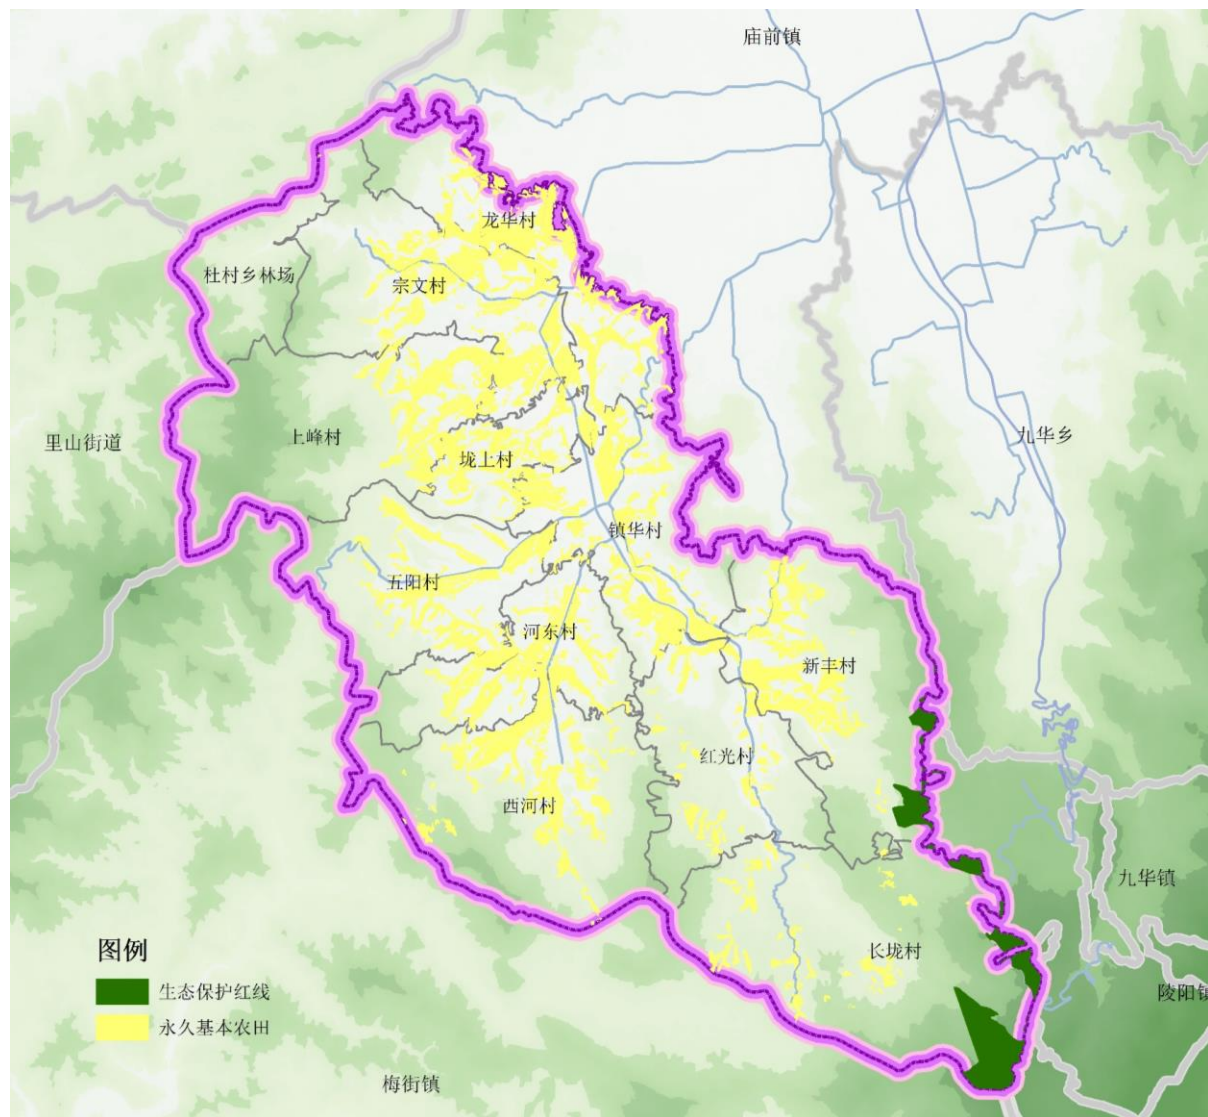 庙前镇
龙华村
杜村乡林场
宗文村
里山街道
上峰村
九华乡
垅上村
镇华村
五阳村
河东村
新丰村
红光村
西河村
九华镇
长垅村
陵阳镇
图例
生态保护红线
永久基本农田
梅街镇